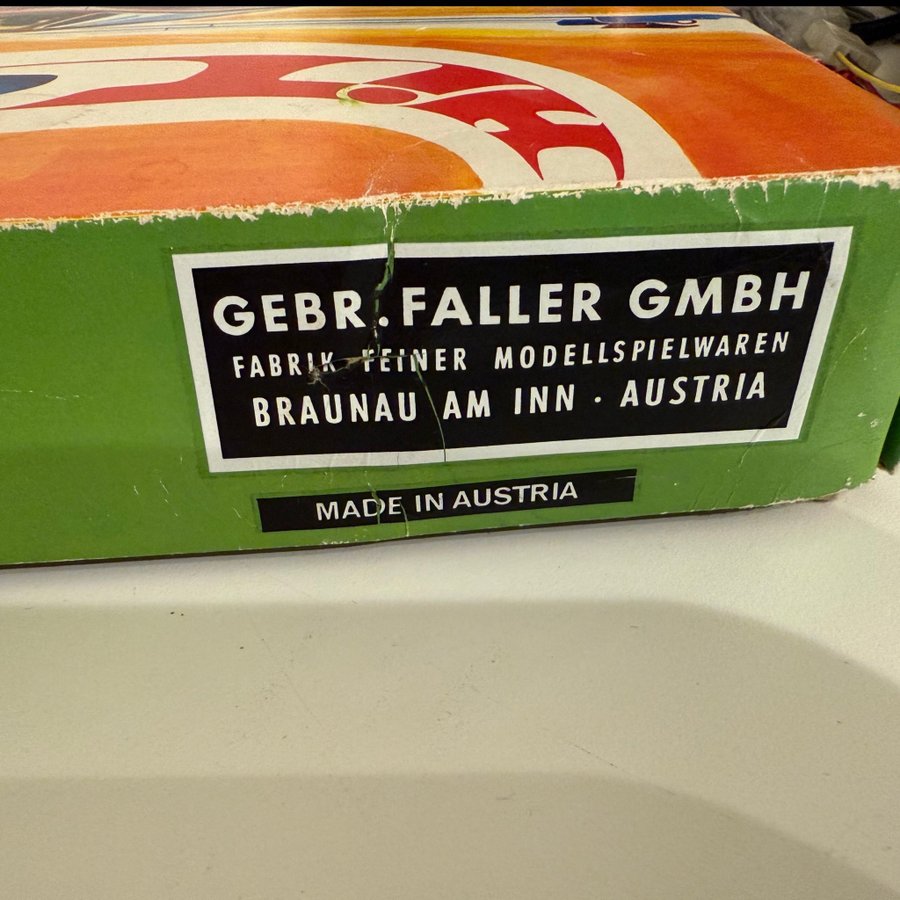 GEBR. FALLER GMBH
FABRIK FEINER MODELLSPIELWAREN
BRAUNAU AM INN · AUSTRIA
MADE IN AUSTRIA